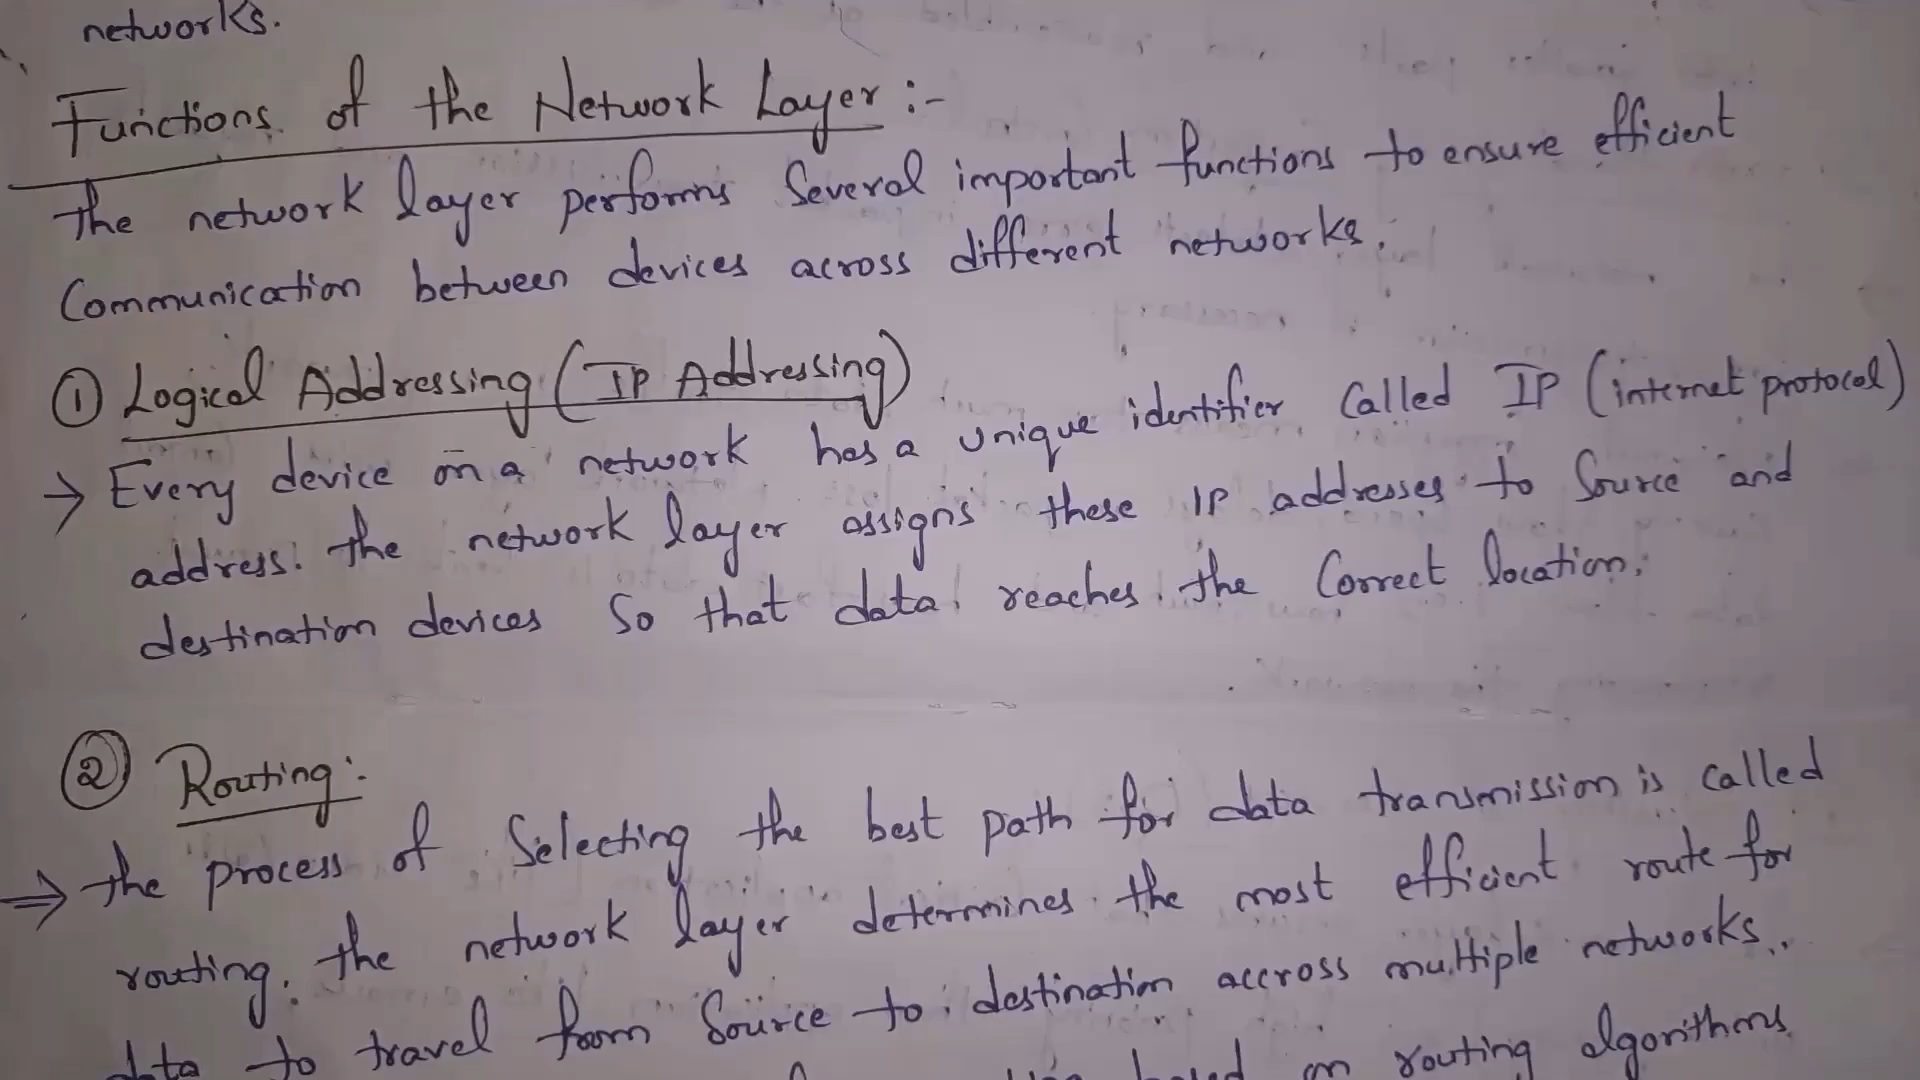 networks.
Functions of the Network Layer :-
The network layer performs Several important functions to ensure efficient
Communication between devices across different networks.
① Logical Addressing (IP Addressing)
→ Every device on a network has a unique identifier Called IP (internet protocol)
address. the network layer assigns these IP addresses to Source and
destination devices So that data reaches the Correct location.
② Routing :-
⇒ the process of Selecting the best path for data transmission is called
routing. the network layer determines the most efficient route for
data to travel from Source to destination accross multiple networks.
based on routing algorithms